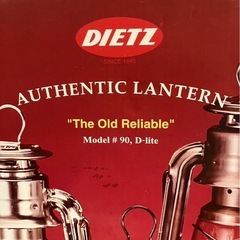 DIETZ
SINCE 1840
AUTHENTIC LANTERN
"The Old Reliable"
Model # 90, D-lite